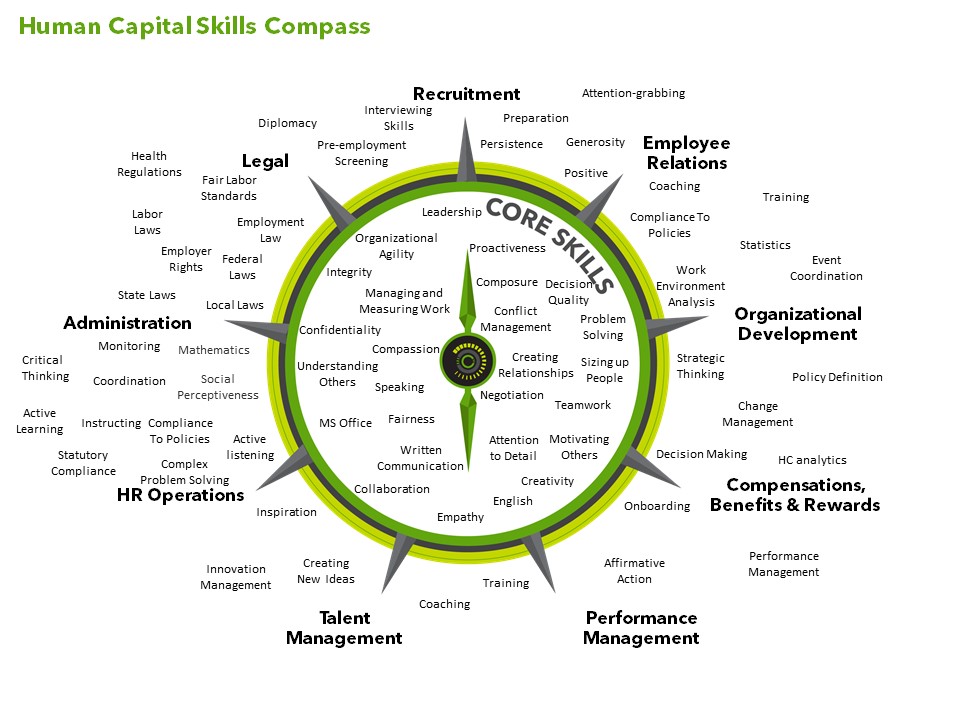 Human Capital Skills Compass
Recruitment
Attention-grabbing
Interviewing
Skills
Preparation
Diplomacy
Pre-employment
Screening
Persistence
Generosity
Employee
Relations
Health
Regulations
Legal
Positive
Fair Labor
Standards
Coaching
Training
Labor
Laws
Employment
Law
Compliance To
Policies
Statistics
Employer
Rights
Federal
Laws
Work
Environment
Analysis
Event
Coordination
State Laws
Local Laws
Administration
Organizational
Development
Monitoring
Mathematics
Critical
Thinking
Coordination
Social
Perceptiveness
Strategic
Thinking
Policy Definition
Active
Learning
Instructing
Compliance
To Policies
Active
listening
Change
Management
Statutory
Compliance
Complex
Problem Solving
Decision Making
HC analytics
HR Operations
Compensations,
Benefits & Rewards
Inspiration
Onboarding
Innovation
Management
Creating
New Ideas
Training
Affirmative
Action
Performance
Management
Coaching
Talent
Management
Performance
Management
CORE SKILLS
Leadership
Organizational
Agility
Proactiveness
Integrity
Composure
Decision
Quality
Managing and
Measuring Work
Conflict
Management
Problem
Solving
Confidentiality
Compassion
Understanding
Others
Creating
Relationships
Sizing up
People
Speaking
Negotiation
Teamwork
MS Office
Fairness
Written
Communication
Attention
to Detail
Motivating
Others
Collaboration
Creativity
English
Empathy